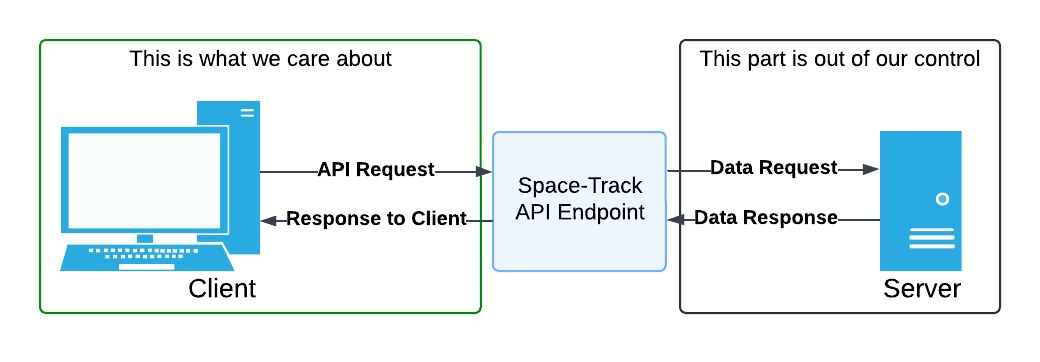 This is what we care about
This part is out of our control
API Request
Data Request
Space-Track
API Endpoint
Response to Client
Data Response
Client
Server